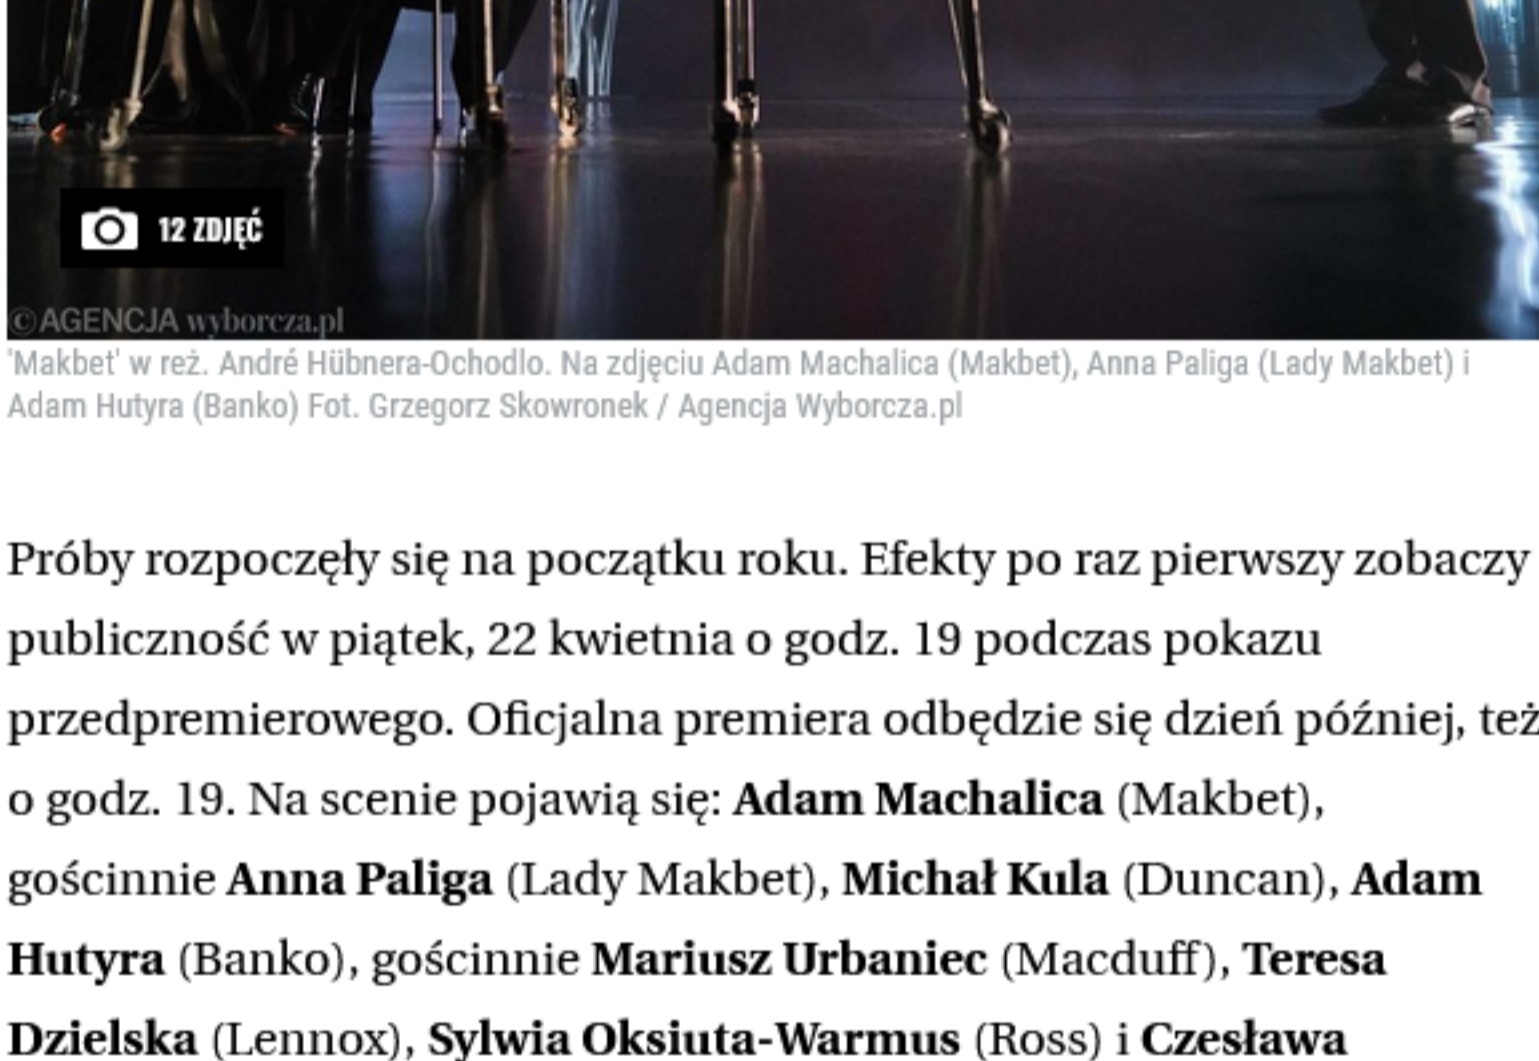 12 ZDJĘĆ
© AGENCJA wyborcza.pl
'Makbet' w reż. André Hübnera-Ochodlo. Na zdjęciu Adam Machalica (Makbet), Anna Paliga (Lady Makbet) i
Adam Hutyra (Banko) Fot. Grzegorz Skowronek / Agencja Wyborcza.pl
Próby rozpoczęły się na początku roku. Efekty po raz pierwszy zobaczy
publiczność w piątek, 22 kwietnia o godz. 19 podczas pokazu
przedpremierowego. Oficjalna premiera odbędzie się dzień później, też
o godz. 19. Na scenie pojawią się: Adam Machalica (Makbet),
gościnnie Anna Paliga (Lady Makbet), Michał Kula (Duncan), Adam
Hutyra (Banko), gościnnie Mariusz Urbaniec (Macduff), Teresa
Dzielska (Lennox), Sylwia Oksiuta-Warmus (Ross) i Czesława